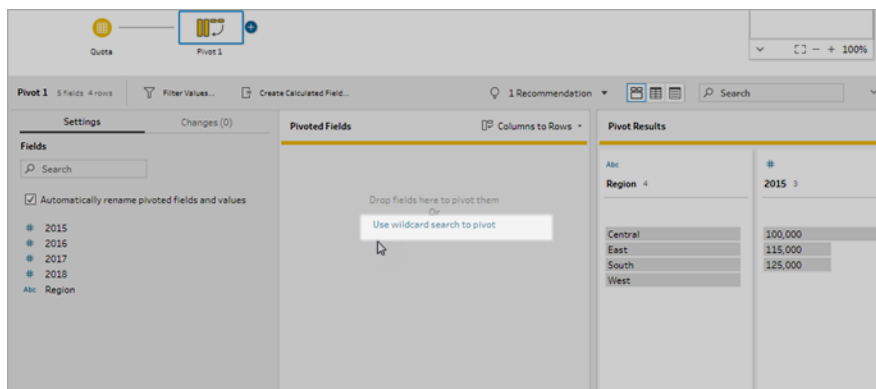 Quota
Pivot 1
100%
Pivot 1 5 fields 4 rows
Filter Values...
Create Calculated Field...
1 Recommendation
Search
Settings
Changes (0)
Fields
Search
Automatically rename pivoted fields and values
# 2015
# 2016
# 2017
# 2018
Abc Region
Pivoted Fields
Columns to Rows
Drop fields here to pivot them
Or
Use wildcard search to pivot
Pivot Results
Abc
Region 4
Central
East
South
West
#
2015 3
100,000
115,000
125,000